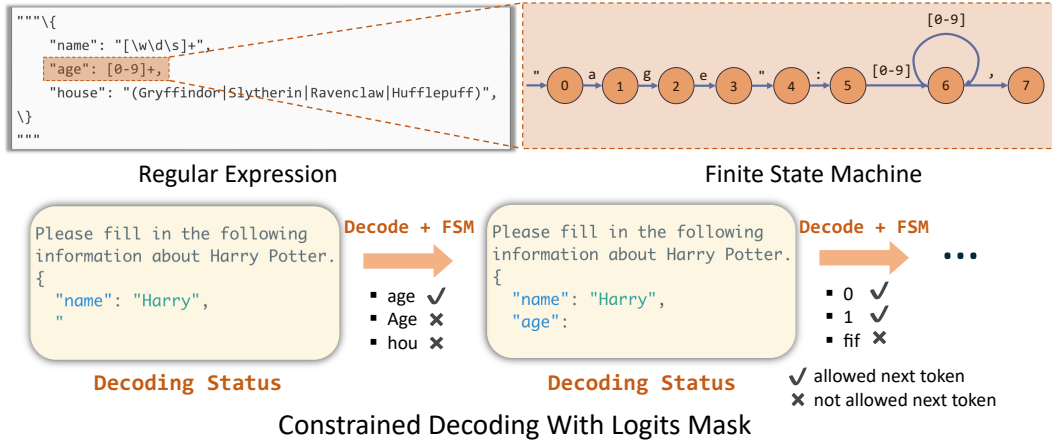 """\{
"name": "[\w\d\s]+",
"age": [0-9]+,
"house": "(Gryffindor|Slytherin|Ravenclaw|Hufflepuff)",
\}
"""
Regular Expression
[0-9]
" a g e " : [0-9] ,
0 1 2 3 4 5 6 7
Finite State Machine
Please fill in the following
information about Harry Potter.
{
"name": "Harry",
"
Decoding Status
Decode + FSM
▪ age ✓
▪ Age ✗
▪ hou ✗
Please fill in the following
information about Harry Potter.
{
"name": "Harry",
"age":
Decoding Status
Decode + FSM
▪ 0 ✓
▪ 1 ✓
▪ fif ✗
...
✓ allowed next token
✗ not allowed next token
Constrained Decoding With Logits Mask